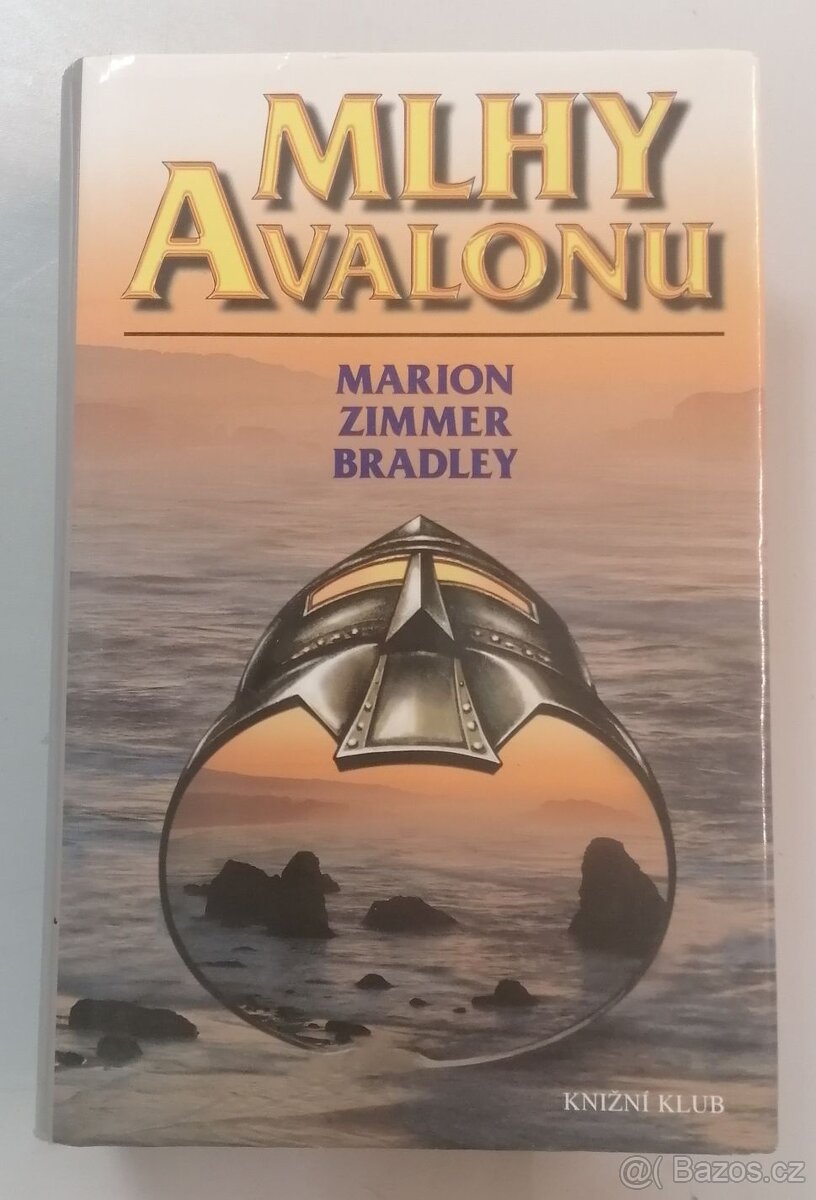 MLHY
AVALONU
MARION
ZIMMER
BRADLEY
KNIŽNÍ KLUB
@( Bazos.cz